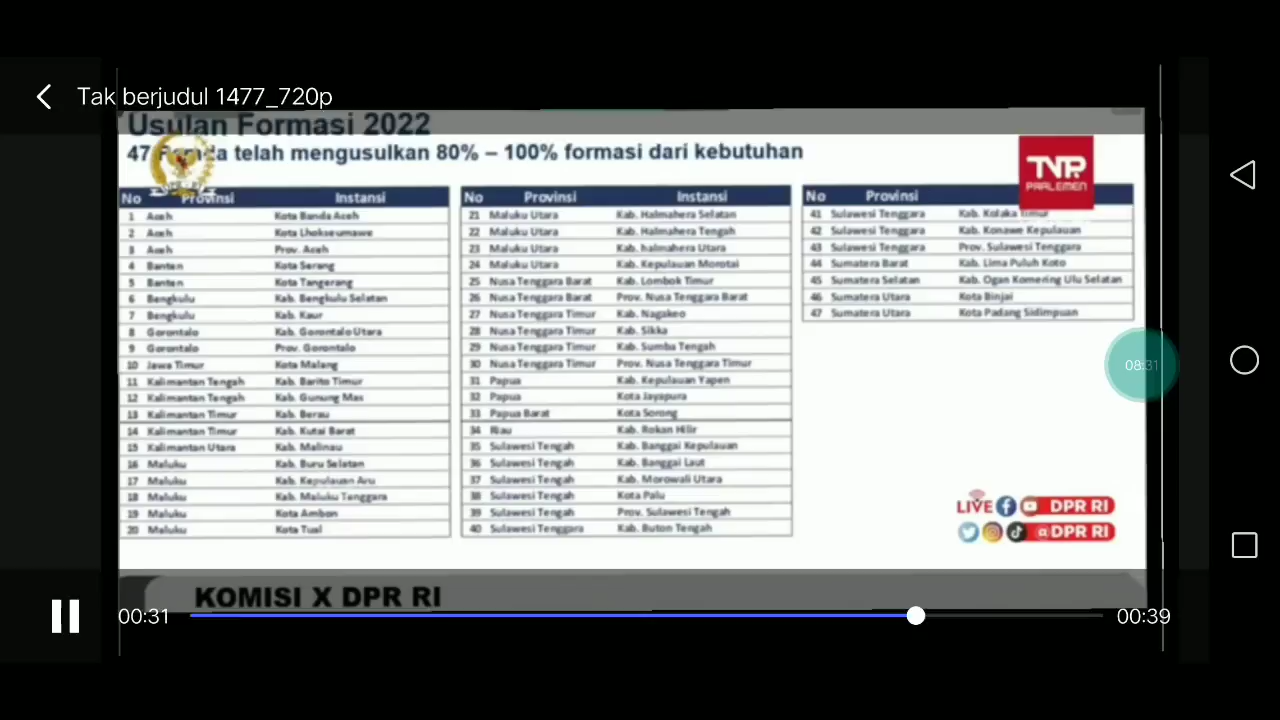 Tak berjudul 1477_720p
Usulan Formasi 2022
47 telah mengusulkan 80% – 100% formasi dari kebutuhan
TVR
PARLEMEN
No Provinsi Instansi
1 Aceh Kota Banda Aceh
2 Aceh Kota Lhokseumawe
3 Aceh Prov. Aceh
4 Banten Kota Serang
5 Banten Kota Tangerang
6 Bengkulu Kab. Bengkulu Selatan
7 Bengkulu Kab. Kaur
8 Gorontalo Kab. Gorontalo Utara
9 Gorontalo Prov. Gorontalo
10 Jawa Timur Kota Malang
11 Kalimantan Tengah Kab. Barito Timur
12 Kalimantan Tengah Kab. Gunung Mas
13 Kalimantan Timur Kab. Berau
14 Kalimantan Timur Kab. Kutai Barat
15 Kalimantan Utara Kab. Malinau
16 Maluku Kab. Buru Selatan
17 Maluku Kab. Kepulauan Aru
18 Maluku Kab. Maluku Tenggara
19 Maluku Kota Ambon
20 Maluku Kota Tual
No Provinsi Instansi
21 Maluku Utara Kab. Halmahera Selatan
22 Maluku Utara Kab. Halmahera Tengah
23 Maluku Utara Kab. halmahera Utara
24 Maluku Utara Kab. Kepulauan Morotai
25 Nusa Tenggara Barat Kab. Lombok Timur
26 Nusa Tenggara Barat Prov. Nusa Tenggara Barat
27 Nusa Tenggara Timur Kab. Nagakeo
28 Nusa Tenggara Timur Kab. Sikka
29 Nusa Tenggara Timur Kab. Sumba Tengah
30 Nusa Tenggara Timur Prov. Nusa Tenggara Timur
31 Papua Kab. Kepulauan Yapen
32 Papua Kota Jayapura
33 Papua Barat Kota Sorong
34 Riau Kab. Rokan Hilir
35 Sulawesi Tengah Kab. Banggai Kepulauan
36 Sulawesi Tengah Kab. Banggai Laut
37 Sulawesi Tengah Kab. Morowali Utara
38 Sulawesi Tengah Kota Palu
39 Sulawesi Tengah Prov. Sulawesi Tengah
40 Sulawesi Tenggara Kab. Buton Tengah
No Provinsi
41 Sulawesi Tenggara Kab. Kolaka Timur
42 Sulawesi Tenggara Kab. Konawe Kepulauan
43 Sulawesi Tenggara Prov. Sulawesi Tenggara
44 Sumatera Barat Kab. Lima Puluh Koto
45 Sumatera Selatan Kab. Ogan Komering Ulu Selatan
46 Sumatera Utara Kota Binjai
47 Sumatera Utara Kota Padang Sidimpuan
08:31
LIVE DPR RI
@DPR RI
KOMISI X DPR RI
00:31
00:39